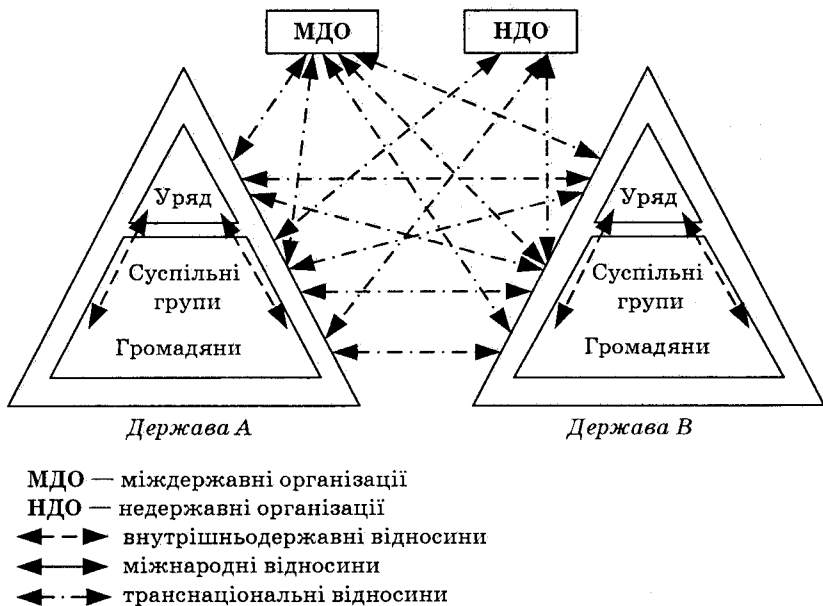 МДО НДО
Уряд Уряд
Суспільні Суспільні
групи групи
Громадяни Громадяни
Держава А Держава В
МДО — міждержавні організації
НДО — недержавні організації
внутрішньодержавні відносини
міжнародні відносини
транснаціональні відносини